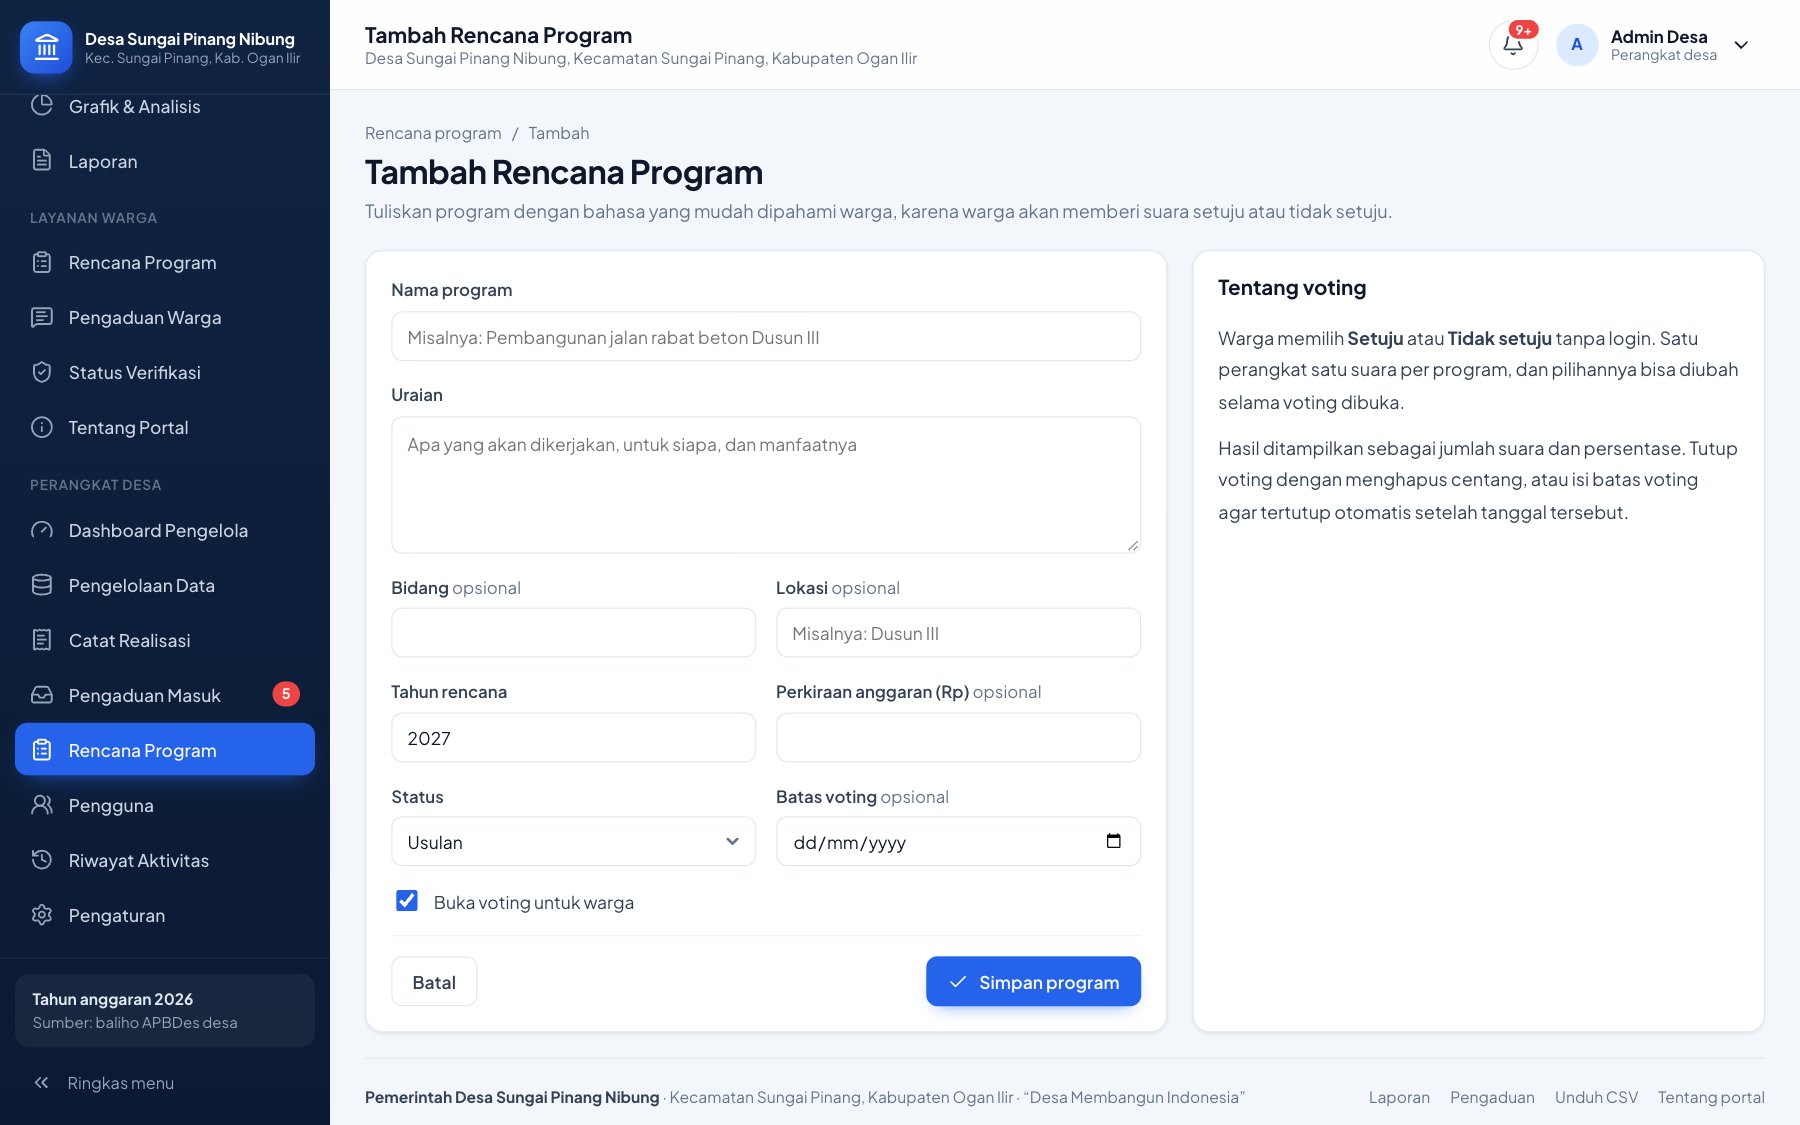 Desa Sungai Pinang Nibung
Kec. Sungai Pinang, Kab. Ogan Ilir
Grafik & Analisis
Laporan
LAYANAN WARGA
Rencana Program
Pengaduan Warga
Status Verifikasi
Tentang Portal
PERANGKAT DESA
Dashboard Pengelola
Pengelolaan Data
Catat Realisasi
Pengaduan Masuk 5
Rencana Program
Pengguna
Riwayat Aktivitas
Pengaturan
Tahun anggaran 2026
Sumber: baliho APBDes desa
Ringkas menu
Tambah Rencana Program
Desa Sungai Pinang Nibung, Kecamatan Sungai Pinang, Kabupaten Ogan Ilir
9+
A
Admin Desa
Perangkat desa
Rencana program / Tambah
Tambah Rencana Program
Tuliskan program dengan bahasa yang mudah dipahami warga, karena warga akan memberi suara setuju atau tidak setuju.
Nama program
Misalnya: Pembangunan jalan rabat beton Dusun III
Uraian
Apa yang akan dikerjakan, untuk siapa, dan manfaatnya
Bidang opsional
Lokasi opsional
Misalnya: Dusun III
Tahun rencana
2027
Perkiraan anggaran (Rp) opsional
Status
Usulan
Batas voting opsional
dd/mm/yyyy
Buka voting untuk warga
Batal
Simpan program
Tentang voting
Warga memilih Setuju atau Tidak setuju tanpa login. Satu
perangkat satu suara per program, dan pilihannya bisa diubah
selama voting dibuka.
Hasil ditampilkan sebagai jumlah suara dan persentase. Tutup
voting dengan menghapus centang, atau isi batas voting
agar tertutup otomatis setelah tanggal tersebut.
Pemerintah Desa Sungai Pinang Nibung · Kecamatan Sungai Pinang, Kabupaten Ogan Ilir · “Desa Membangun Indonesia”
Laporan Pengaduan Unduh CSV Tentang portal